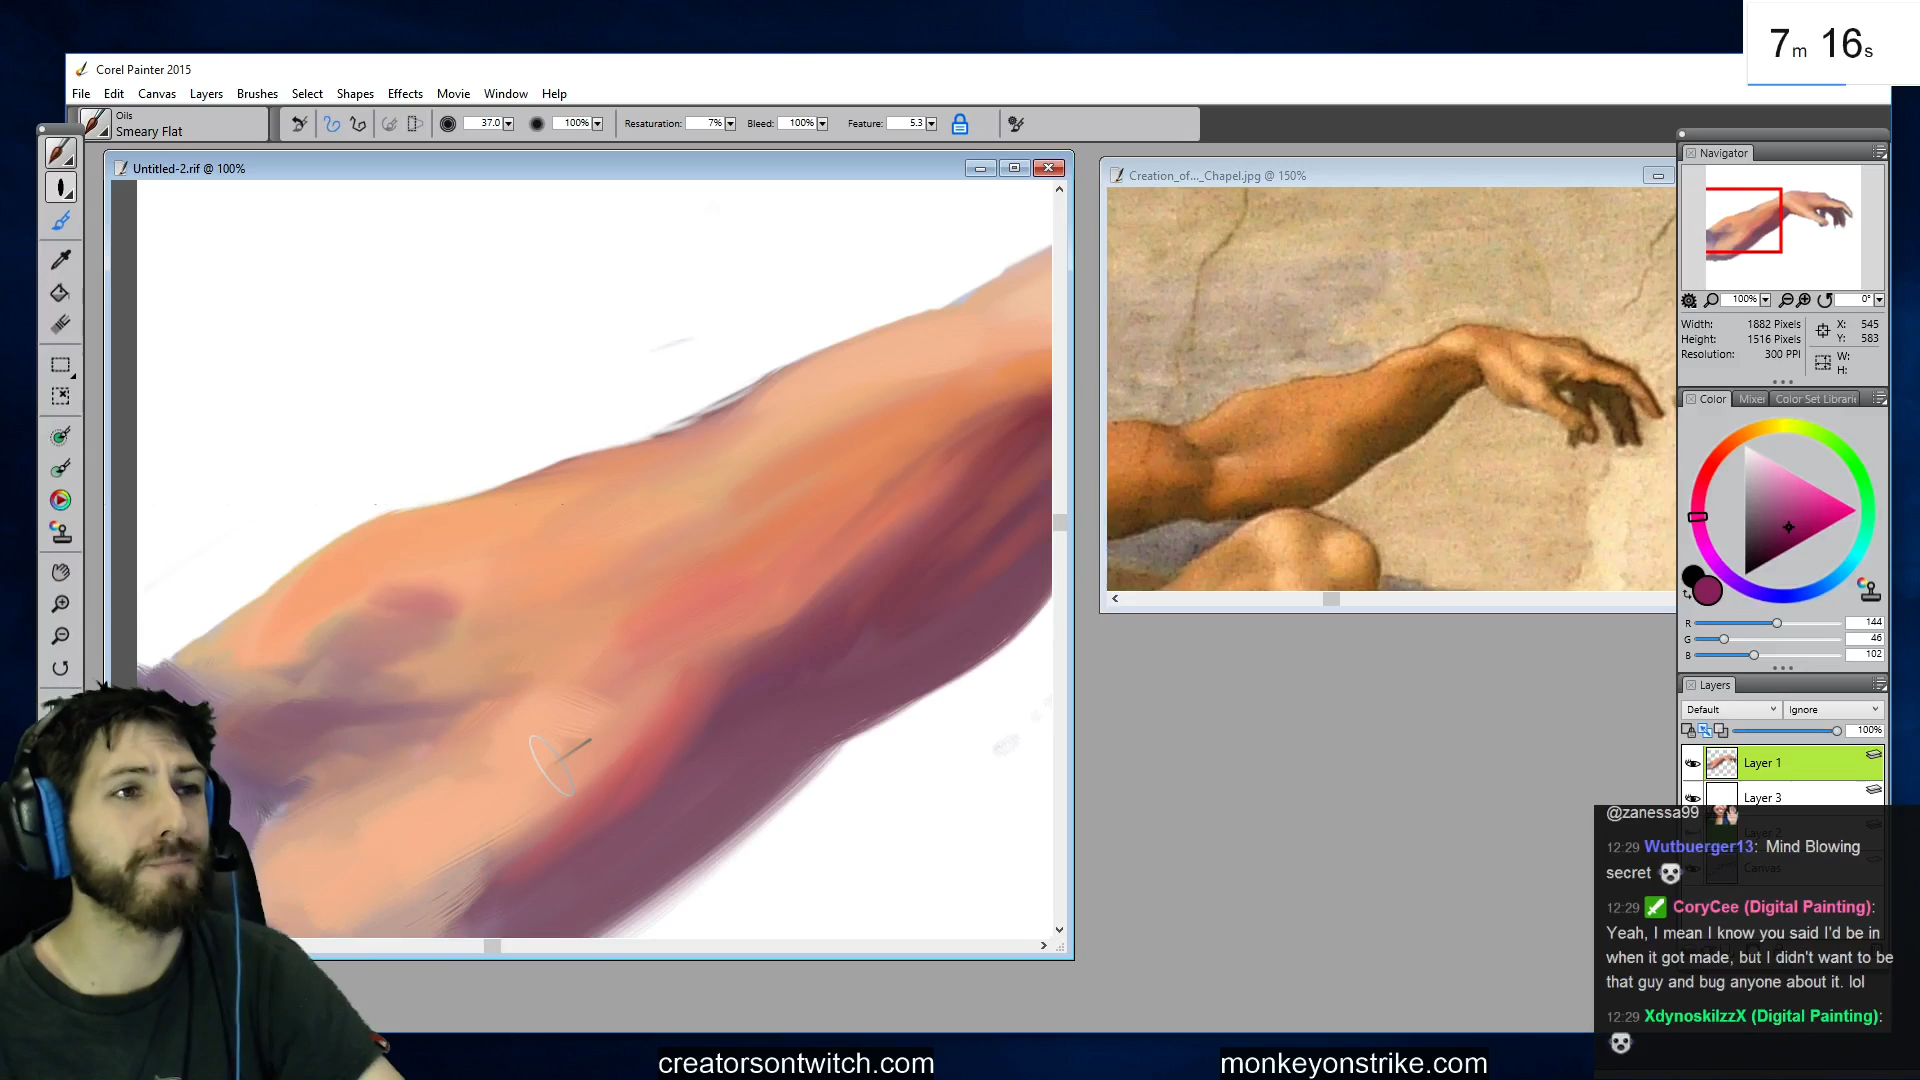 7m 16s
Corel Painter 2015
File Edit Canvas Layers Brushes Select Shapes Effects Movie Window Help
Oils
Smeary Flat
37.0 100% Resaturation: 7% Bleed: 100% Feature: 5.3
Untitled-2.rif @ 100%
Creation_of..._Chapel.jpg @ 150%
Navigator
100% 0°
Width: 1882 Pixels X: 545
Height: 1516 Pixels Y: 583
Resolution: 300 PPI W:
H:
Color Mixer Color Set Librari
R 144
G 46
B 102
Layers
Default Ignore
100%
Layer 1
Layer 3
Layer 2
Canvas
@zanessa99
12:29 Wutbuerger13: Mind Blowing
secret
12:29 CoryCee (Digital Painting):
Yeah, I mean I know you said I'd be in
when it got made, but I didn't want to be
that guy and bug anyone about it. lol
12:29 XdynoskilzzX (Digital Painting):
creatorsontwitch.com
monkeyonstrike.com